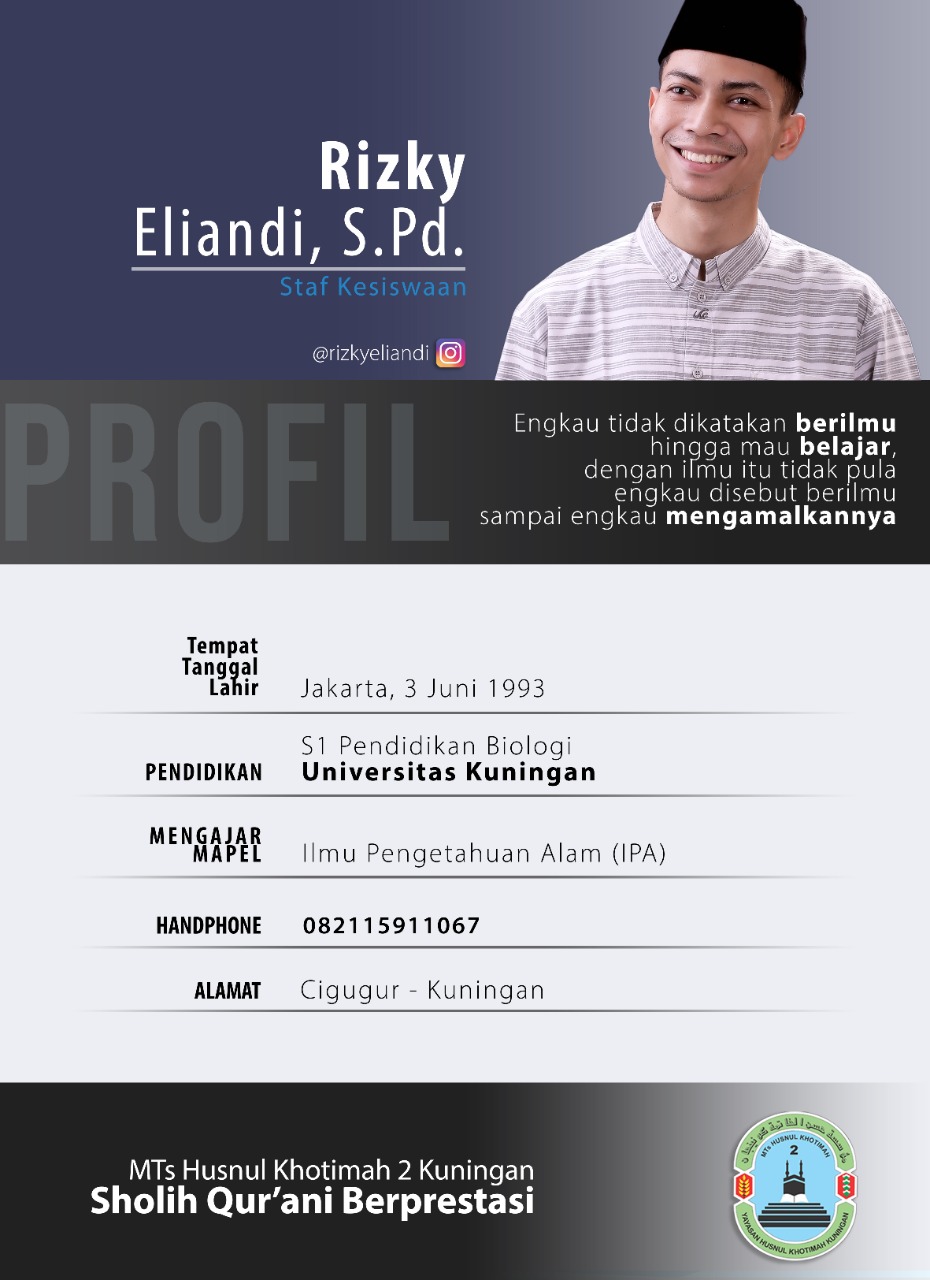 Rizky
Eliandi, S.Pd.
Staf Kesiswaan
@rizkyeliandi
PROFIL
Engkau tidak dikatakan berilmu
hingga mau belajar,
dengan ilmu itu tidak pula
engkau disebut berilmu
sampai engkau mengamalkannya
Tempat
Tanggal
Lahir
Jakarta, 3 Juni 1993
PENDIDIKAN
S1 Pendidikan Biologi
Universitas Kuningan
MENGAJAR
MAPEL
Ilmu Pengetahuan Alam (IPA)
HANDPHONE
082115911067
ALAMAT
Cigugur - Kuningan
MTs Husnul Khotimah 2 Kuningan
Sholih Qur’ani Berprestasi
MTs HUSNUL KHOTIMAH
2
YAYASAN HUSNUL KHOTIMAH KUNINGAN